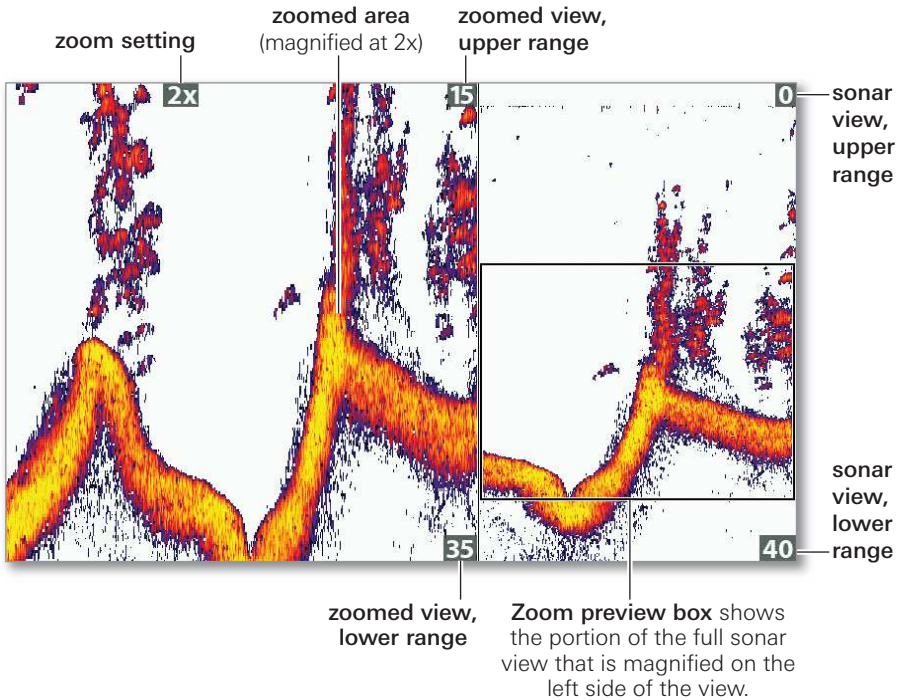 zoom setting
zoomed area
(magnified at 2x)
zoomed view,
upper range
2x
15
0
sonar
view,
upper
range
35
40
sonar
view,
lower
range
zoomed view,
lower range
Zoom preview box shows
the portion of the full sonar
view that is magnified on the
left side of the view.